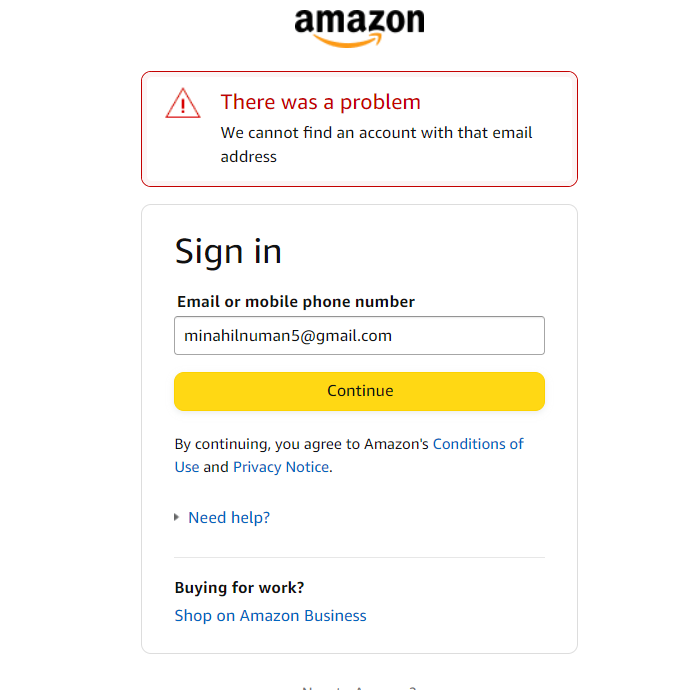 amazon
There was a problem
We cannot find an account with that email
address
Sign in
Email or mobile phone number
minahilnuman5@gmail.com
Continue
By continuing, you agree to Amazon's Conditions of
Use and Privacy Notice.
Need help?
Buying for work?
Shop on Amazon Business